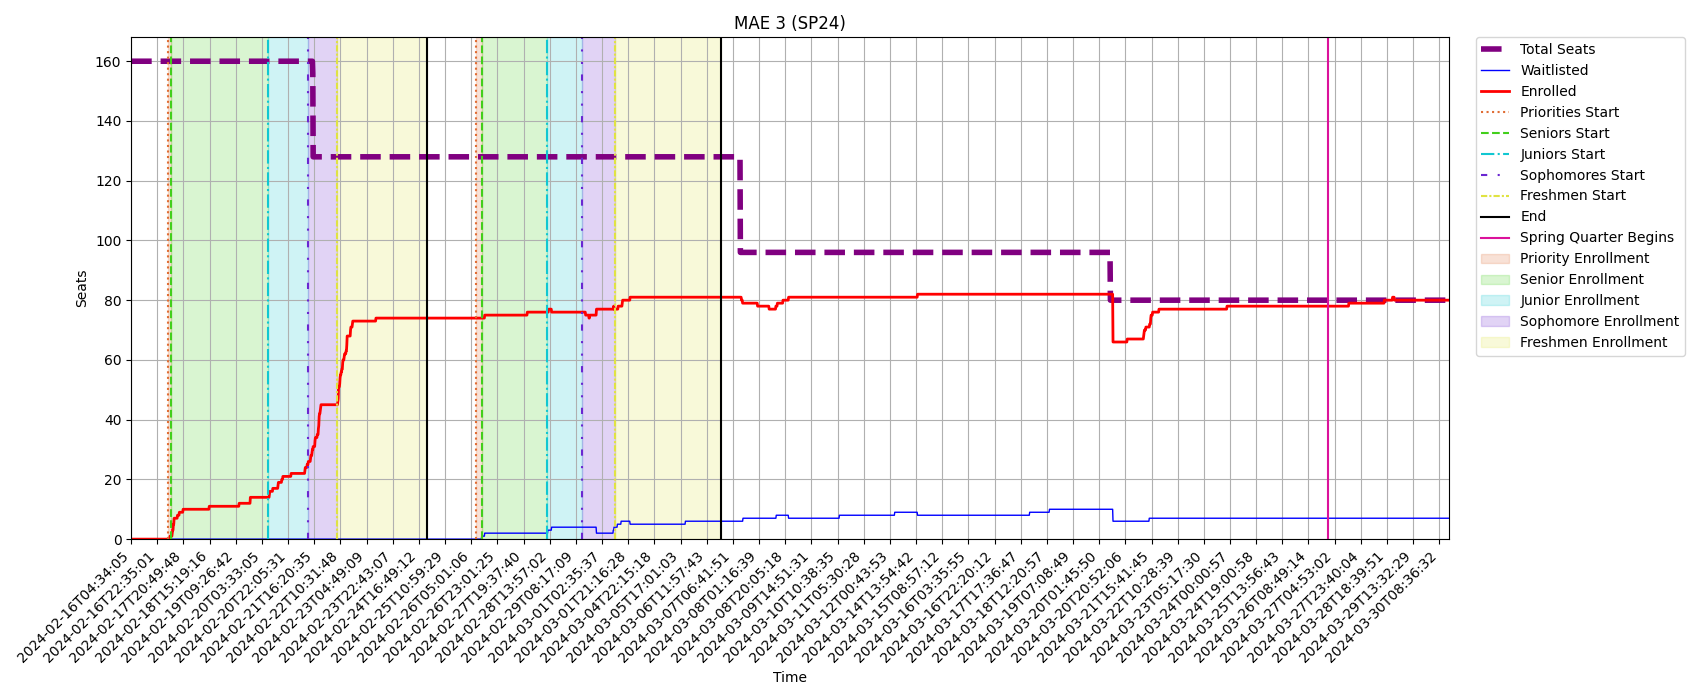 MAE 3 (SP24)
Seats
160
140
120
100
80
60
40
20
0
2024-02-16T04:34:05
2024-02-16T22:35:01
2024-02-17T20:49:48
2024-02-18T15:19:16
2024-02-19T09:26:42
2024-02-20T03:33:05
2024-02-20T22:05:31
2024-02-21T16:20:35
2024-02-22T10:31:48
2024-02-23T04:49:09
2024-02-23T22:43:07
2024-02-24T16:49:12
2024-02-25T10:59:29
2024-02-26T05:01:06
2024-02-26T23:01:25
2024-02-27T19:37:40
2024-02-28T13:57:02
2024-02-29T08:17:09
2024-03-01T02:35:37
2024-03-01T21:16:28
2024-03-04T22:15:18
2024-03-05T17:01:03
2024-03-06T11:57:43
2024-03-07T06:41:51
2024-03-08T01:16:39
2024-03-08T20:05:18
2024-03-09T14:51:31
2024-03-10T10:38:35
2024-03-11T05:30:28
2024-03-12T00:43:53
2024-03-14T13:54:42
2024-03-15T08:57:12
2024-03-16T03:35:55
2024-03-16T22:20:12
2024-03-17T17:36:47
2024-03-18T12:20:57
2024-03-19T07:08:49
2024-03-20T01:45:50
2024-03-20T20:52:06
2024-03-21T15:41:45
2024-03-22T10:28:39
2024-03-23T05:17:30
2024-03-24T00:00:57
2024-03-24T19:00:58
2024-03-25T13:56:43
2024-03-26T08:49:14
2024-03-27T04:53:02
2024-03-27T23:40:04
2024-03-28T18:39:51
2024-03-29T13:32:29
2024-03-30T08:36:32
Time
Total Seats
Waitlisted
Enrolled
Priorities Start
Seniors Start
Juniors Start
Sophomores Start
Freshmen Start
End
Spring Quarter Begins
Priority Enrollment
Senior Enrollment
Junior Enrollment
Sophomore Enrollment
Freshmen Enrollment